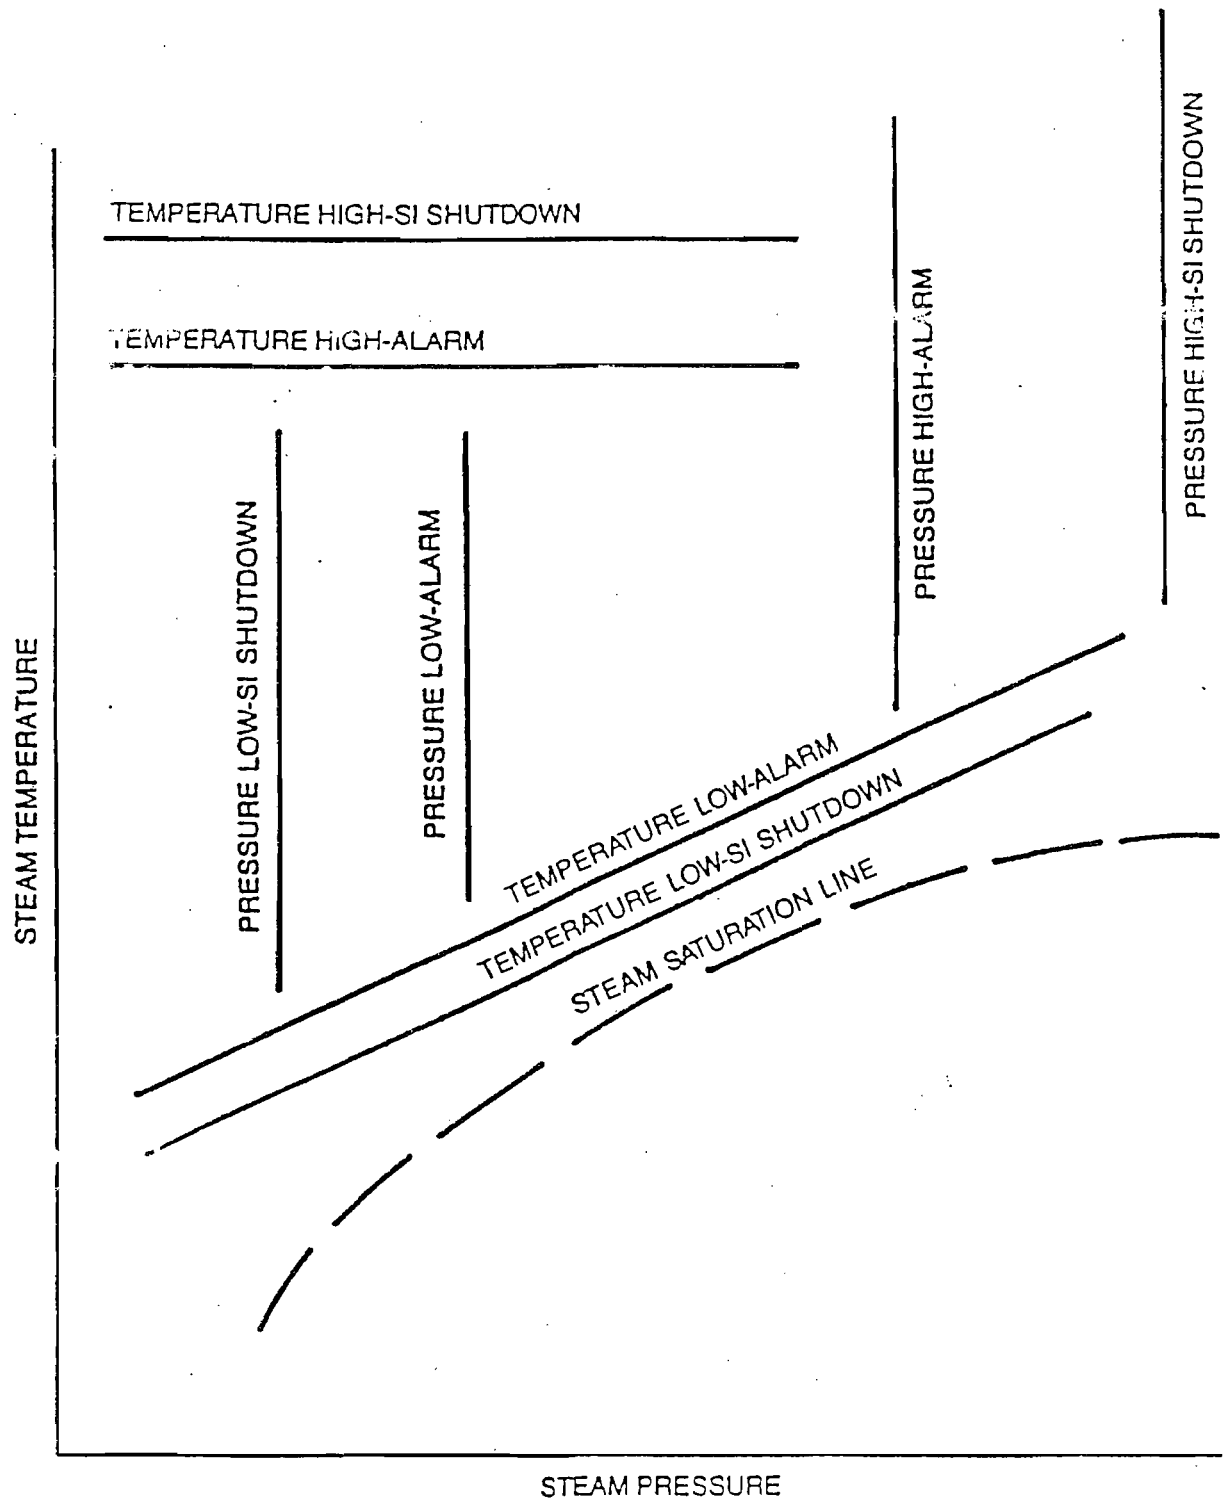 TEMPERATURE HIGH-SI SHUTDOWN
TEMPERATURE HIGH-ALARM
PRESSURE LOW-SI SHUTDOWN
PRESSURE LOW-ALARM
PRESSURE HIGH-ALARM
PRESSURE HIGH-SI SHUTDOWN
STEAM TEMPERATURE
TEMPERATURE LOW-ALARM
TEMPERATURE LOW-SI SHUTDOWN
STEAM SATURATION LINE
STEAM PRESSURE